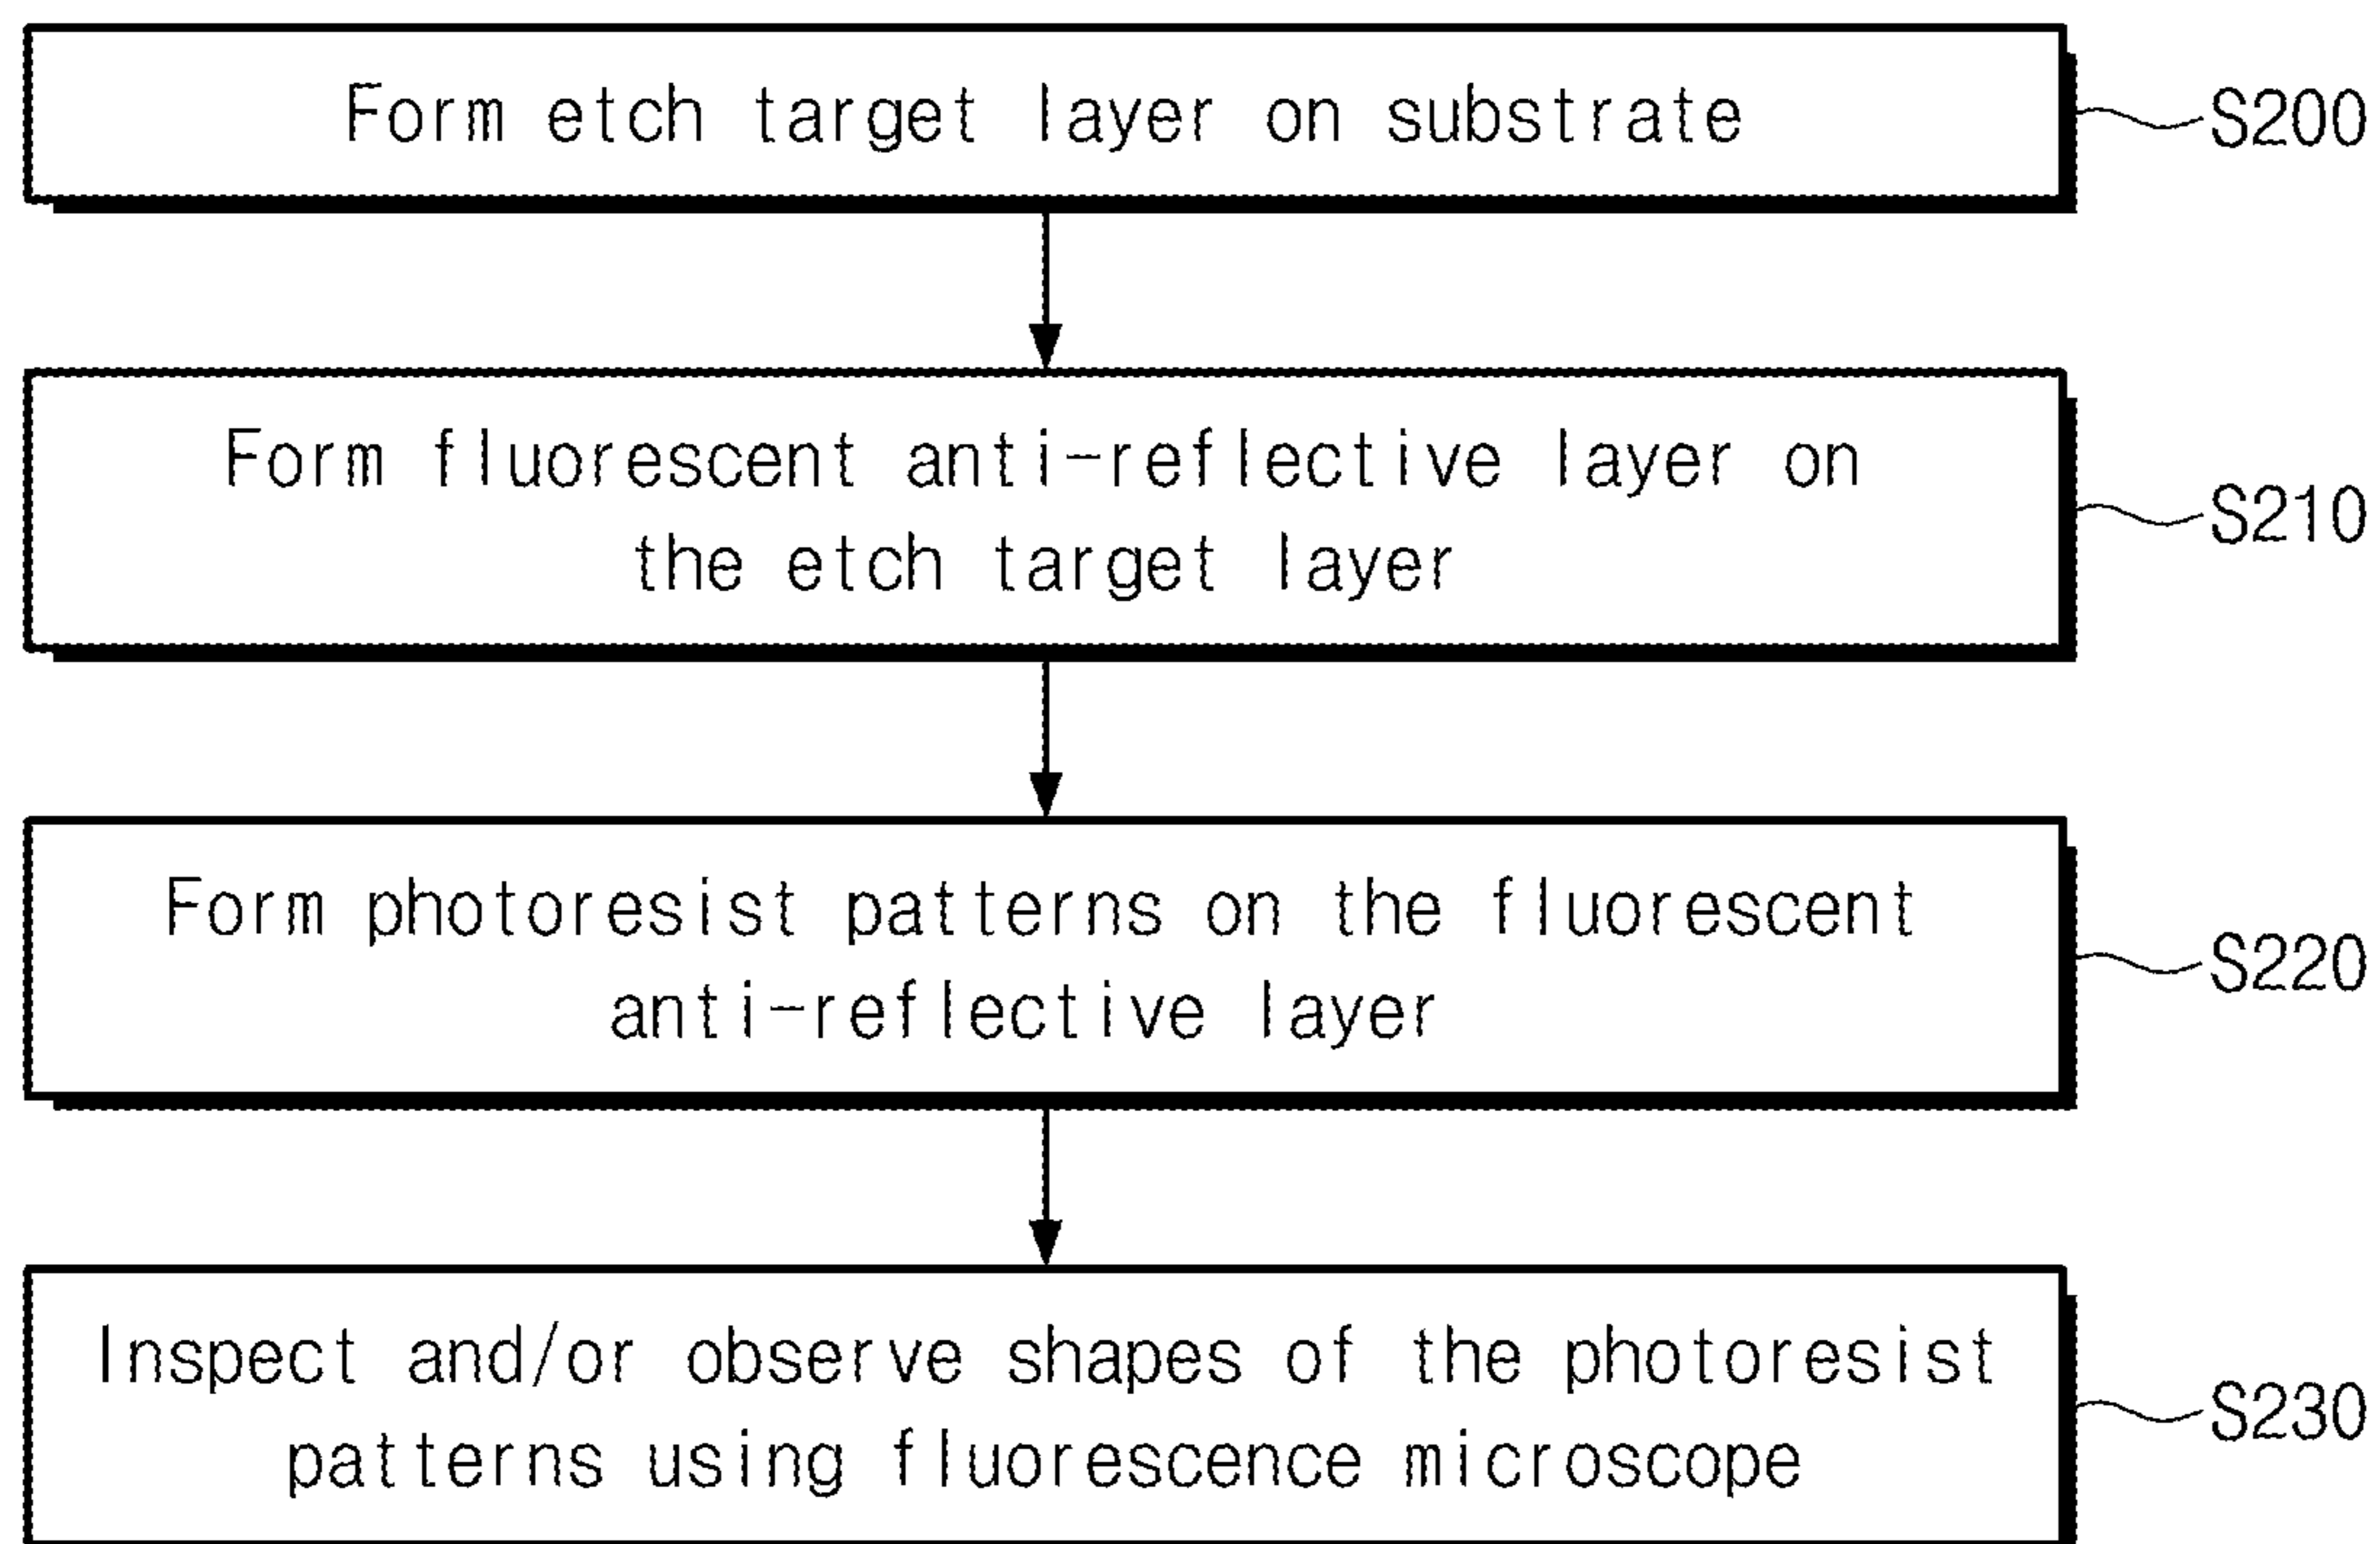 Form etch target layer on substrate
S200
Form fluorescent anti-reflective layer on
the etch target layer
S210
Form photoresist patterns on the fluorescent
anti-reflective layer
S220
Inspect and/or observe shapes of the photoresist
patterns using fluorescence microscope
S230